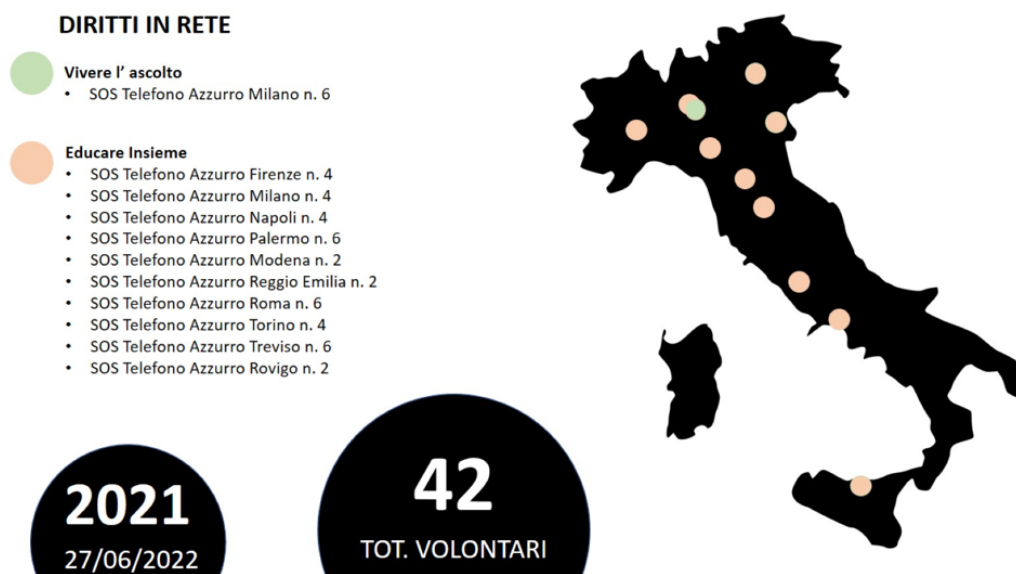 DIRITTI IN RETE
Vivere l’ ascolto
• SOS Telefono Azzurro Milano n. 6
Educare Insieme
• SOS Telefono Azzurro Firenze n. 4
• SOS Telefono Azzurro Milano n. 4
• SOS Telefono Azzurro Napoli n. 4
• SOS Telefono Azzurro Palermo n. 6
• SOS Telefono Azzurro Modena n. 2
• SOS Telefono Azzurro Reggio Emilia n. 2
• SOS Telefono Azzurro Roma n. 6
• SOS Telefono Azzurro Torino n. 4
• SOS Telefono Azzurro Treviso n. 6
• SOS Telefono Azzurro Rovigo n. 2
2021
27/06/2022
42
TOT. VOLONTARI